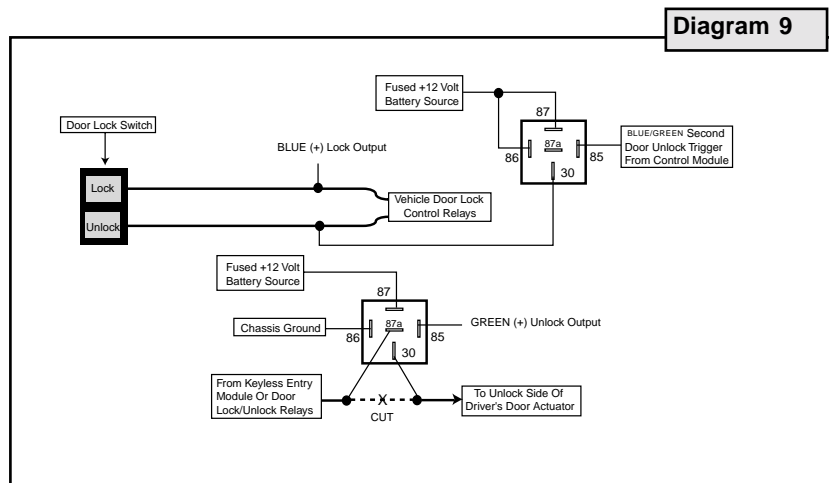 Diagram 9
Fused +12 Volt
Battery Source
87
Door Lock Switch
BLUE (+) Lock Output
87a
86
85
30
BLUE/GREEN Second
Door Unlock Trigger
From Control Module
Lock
Unlock
Vehicle Door Lock
Control Relays
Fused +12 Volt
Battery Source
87
Chassis Ground
87a
86
85
30
GREEN (+) Unlock Output
From Keyless Entry
Module Or Door
Lock/Unlock Relays
X
CUT
To Unlock Side Of
Driver's Door Actuator